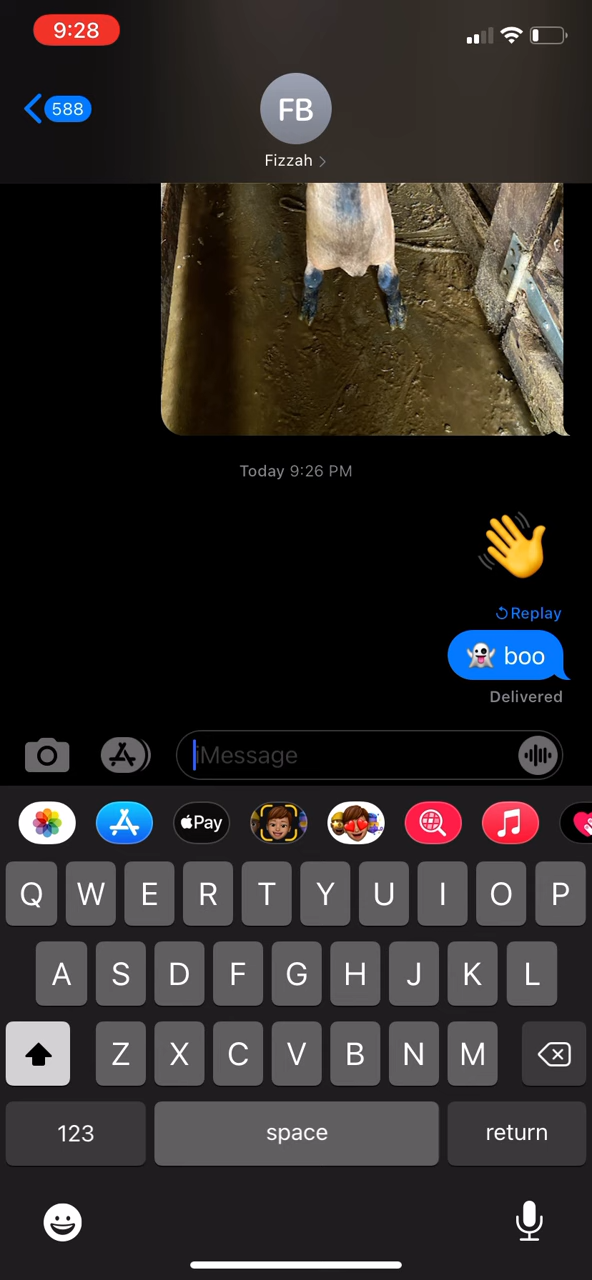 9:28
588
FB
Fizzah
Today 9:26 PM
Replay
👻 boo
Delivered
iMessage
Pay
Q W E R T Y U I O P
A S D F G H J K L
Z X C V B N M
123 space return